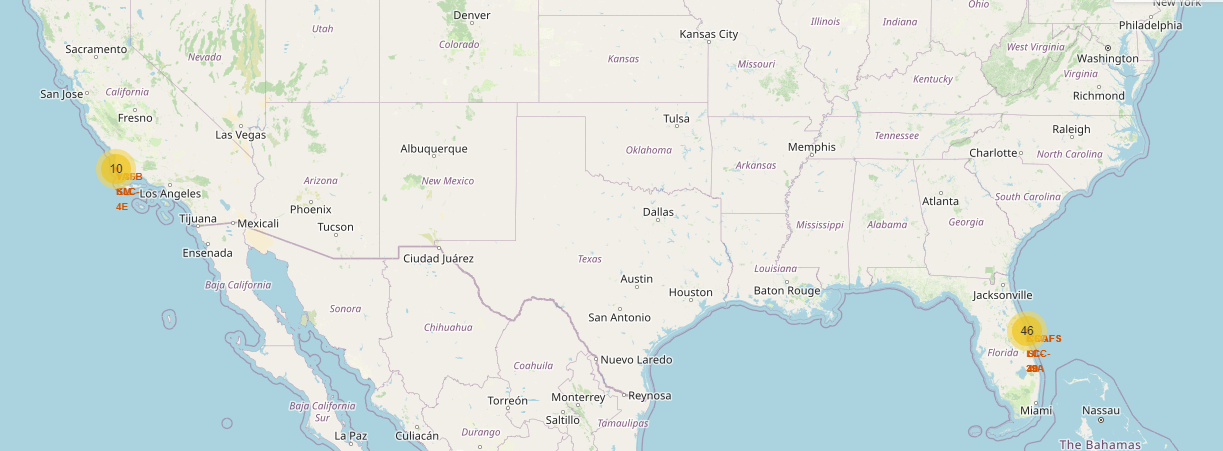 New York
Denver
Ohio
Utah
Illinois
Indiana
Philadelphia
Sacramento
Kansas City
Colorado
West Virginia
Nevada
Kansas
Missouri
Washington
Kentucky
Virginia
San Jose
California
Richmond
Fresno
Tulsa
Raleigh
Las Vegas
Tennessee
Albuquerque
Memphis
Oklahoma
Charlotte
North Carolina
10
Arkansas
Arizona
New Mexico
Los Angeles
South Carolina
4E
Atlanta
Phoenix
Dallas
Tijuana
Mexicali
Tucson
Mississippi
Alabama
Georgia
Ensenada
Ciudad Juárez
Texas
Louisiana
Baja California
Austin
Houston
Baton Rouge
Jacksonville
Sonora
San Antonio
Chihuahua
46
Florida
Coahuila
Nuevo Laredo
Torreón
Monterrey
Reynosa
Baja California
Sur
Saltillo
Tamaulipas
Miami
Nassau
La Paz
Culiacán
Durango
The Bahamas